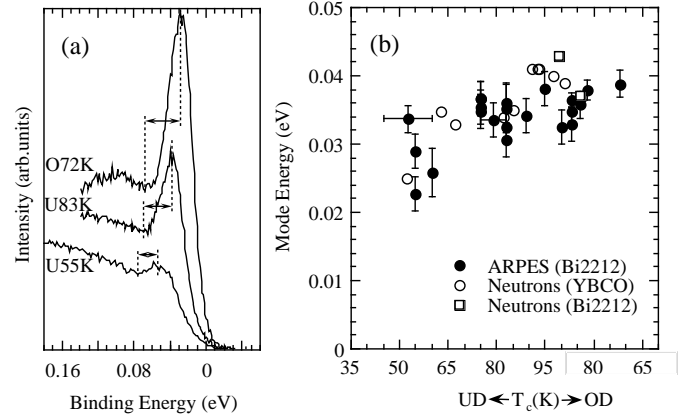 (a)
Intensity (arb.units)
O72K
U83K
U55K
0.16 0.08 0
Binding Energy (eV)
(b)
Mode Energy (eV)
0.05
0.04
0.03
0.02
0.01
0
ARPES (Bi2212)
Neutrons (YBCO)
Neutrons (Bi2212)
35 50 65 80 95 80 65
UD ← Tc(K) → OD